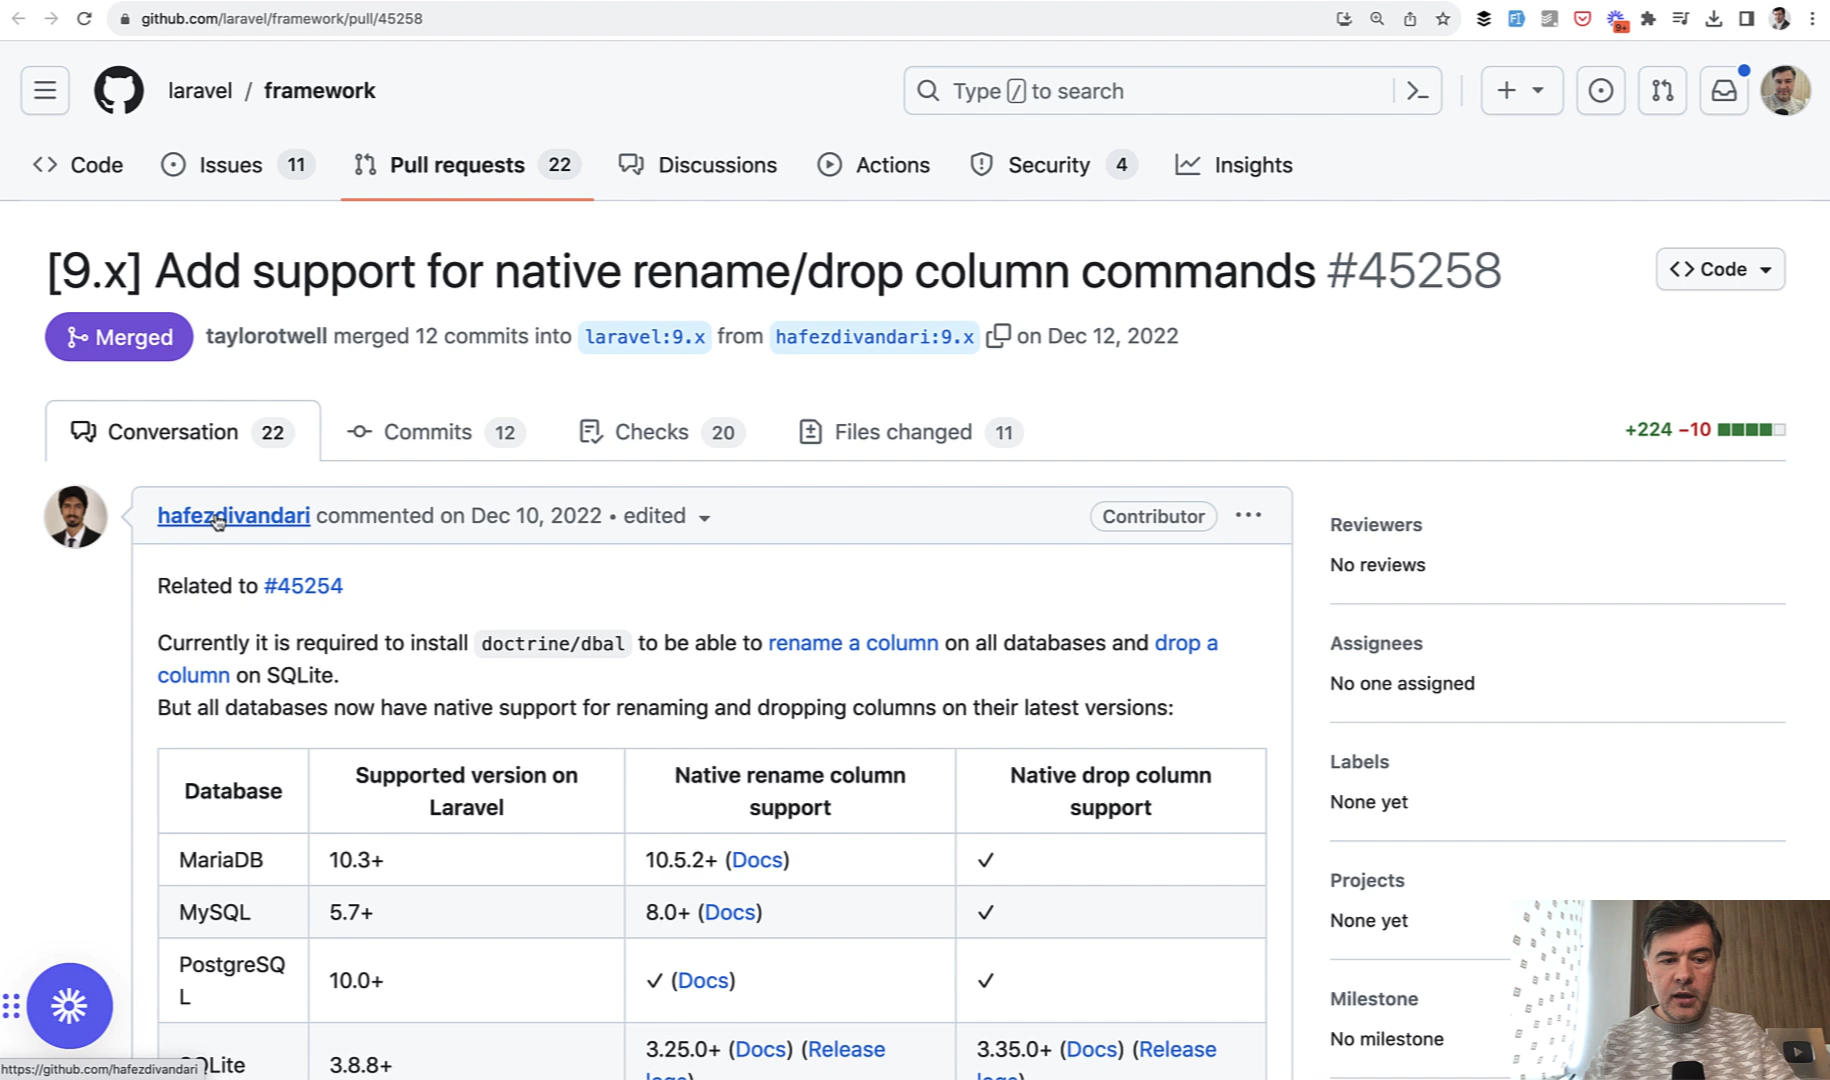 github.com/laravel/framework/pull/45258
9+
laravel / framework
Type / to search
Code
Issues 11
Pull requests 22
Discussions
Actions
Security 4
Insights
[9.x] Add support for native rename/drop column commands #45258
<> Code
Merged
taylorotwell merged 12 commits into laravel:9.x from hafezdivandari:9.x on Dec 12, 2022
Conversation 22
Commits 12
Checks 20
Files changed 11
+224 −10
hafezdivandari commented on Dec 10, 2022 • edited
Contributor
Related to #45254
Currently it is required to install doctrine/dbal to be able to rename a column on all databases and drop a
column on SQLite.
But all databases now have native support for renaming and dropping columns on their latest versions:
Database
Supported version on
Laravel
Native rename column
support
Native drop column
support
MariaDB
10.3+
10.5.2+ (Docs)
✓
MySQL
5.7+
8.0+ (Docs)
✓
PostgreSQ
L
10.0+
✓ (Docs)
✓
SQLite
3.8.8+
3.25.0+ (Docs) (Release
logs)
3.35.0+ (Docs) (Release
logs)
Reviewers
No reviews
Assignees
No one assigned
Labels
None yet
Projects
None yet
Milestone
No milestone
https://github.com/hafezdivandari